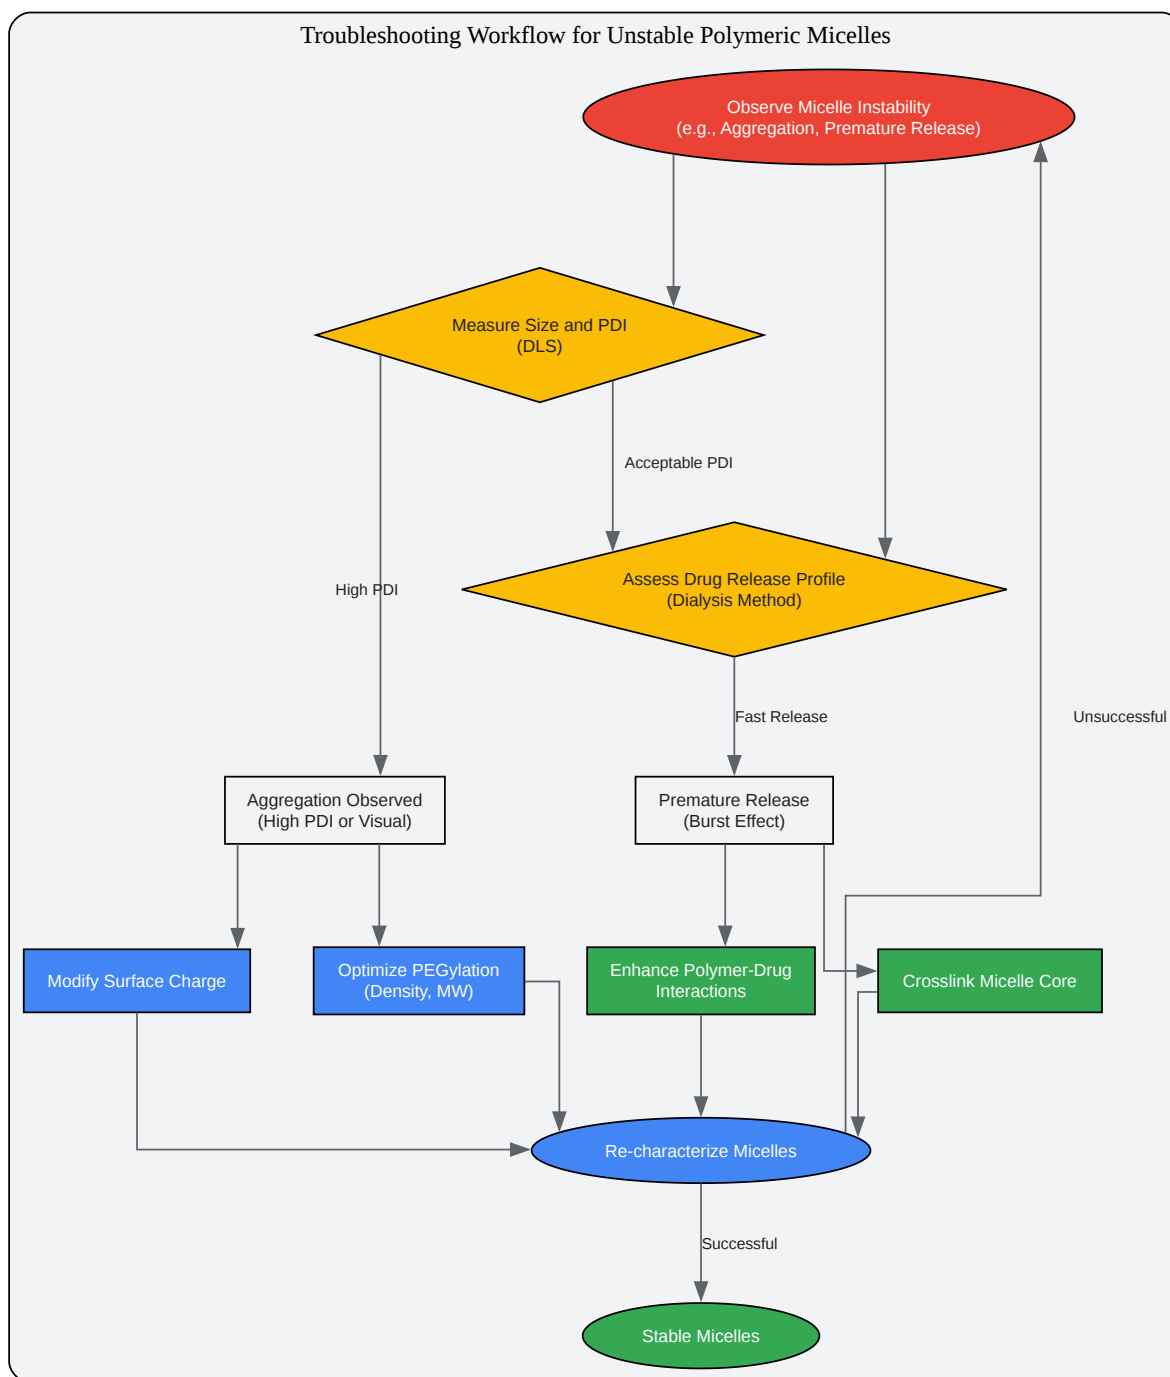 Troubleshooting Workflow for Unstable Polymeric Micelles
Observe Micelle Instability
(e.g., Aggregation, Premature Release)
Measure Size and PDI
(DLS)
Acceptable PDI
High PDI
Assess Drug Release Profile
(Dialysis Method)
Fast Release
Unsuccessful
Aggregation Observed
(High PDI or Visual)
Premature Release
(Burst Effect)
Modify Surface Charge
Optimize PEGylation
(Density, MW)
Enhance Polymer-Drug
Interactions
Crosslink Micelle Core
Re-characterize Micelles
Successful
Stable Micelles